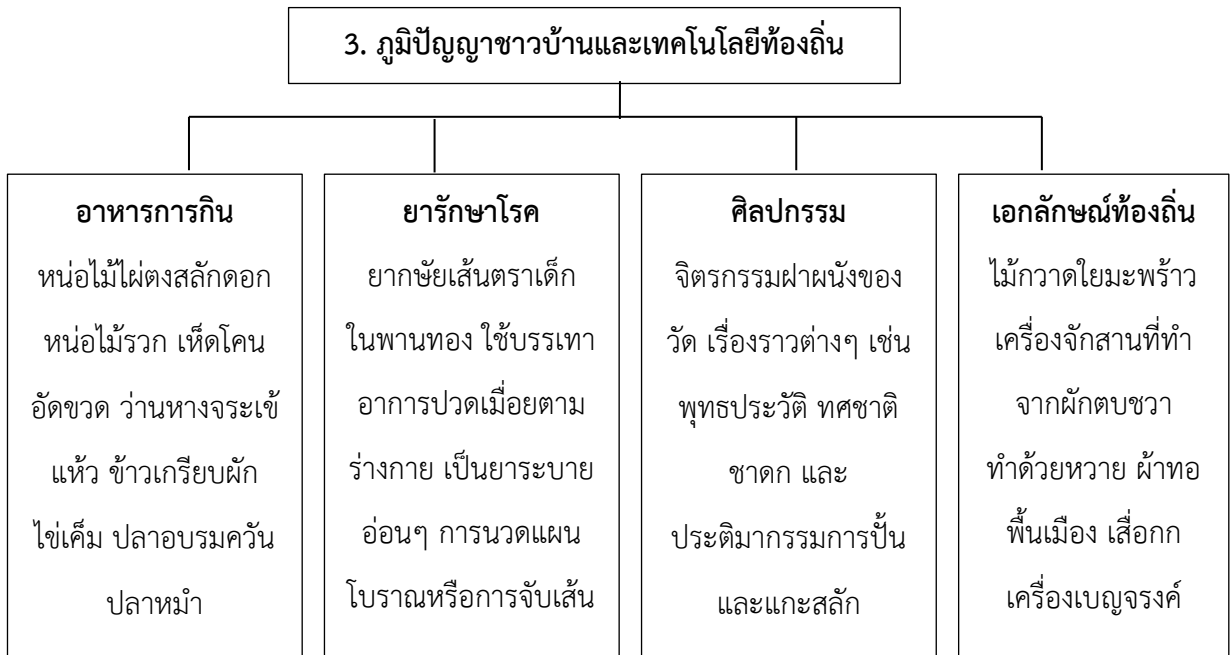 3. ภูมิปัญญาชาวบ้านและเทคโนโลยีท้องถิ่น
อาหารการกิน
หน่อไม้ไผ่ตงสลักดอก
หน่อไม้รวก เห็ดโคน
อัดขวด ว่านหางจระเข้
แห้ว ข้าวเกรียบผัก
ไข่เค็ม ปลาอบรมควัน
ปลาหมำ
ยารักษาโรค
ยากษัยเส้นตราเด็ก
ในพานทอง ใช้บรรเทา
อาการปวดเมื่อยตาม
ร่างกาย เป็นยาระบาย
อ่อนๆ การนวดแผน
โบราณหรือการจับเส้น
ศิลปกรรม
จิตรกรรมฝาผนังของ
วัด เรื่องราวต่างๆ เช่น
พุทธประวัติ ทศชาติ
ชาดก และ
ประติมากรรมการปั้น
และแกะสลัก
เอกลักษณ์ท้องถิ่น
ไม้กวาดใยมะพร้าว
เครื่องจักสานที่ทำ
จากผักตบชวา
ทำด้วยหวาย ผ้าทอ
พื้นเมือง เสื่อกก
เครื่องเบญจรงค์